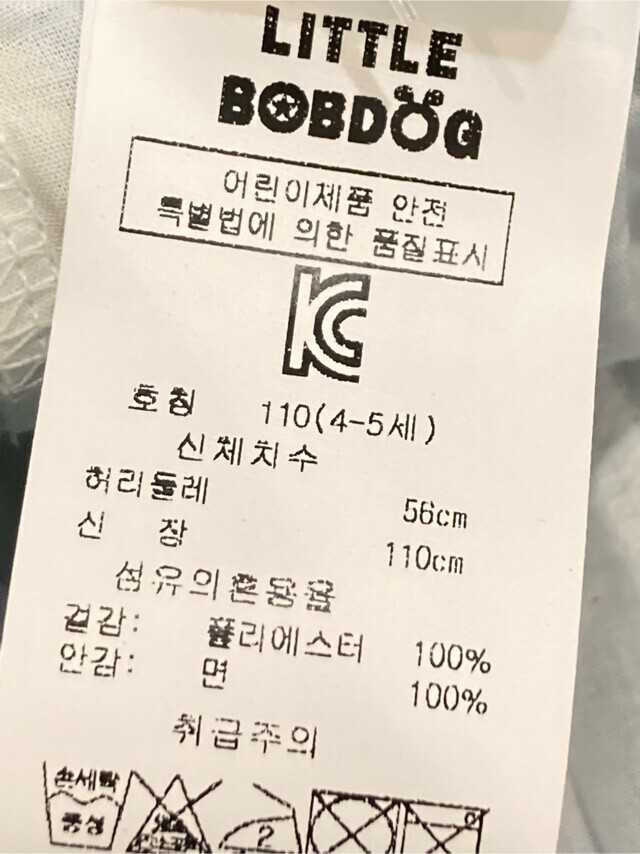 LITTLE
BOBDOG
어린이제품 안전
특별법에 의한 품질표시
호칭 110(4-5세)
신체치수
허리둘레 56cm
신 장 110cm
섬유의혼용율
겉감: 폴리에스터 100%
안감: 면 100%
취급주의
손세탁
중성
2